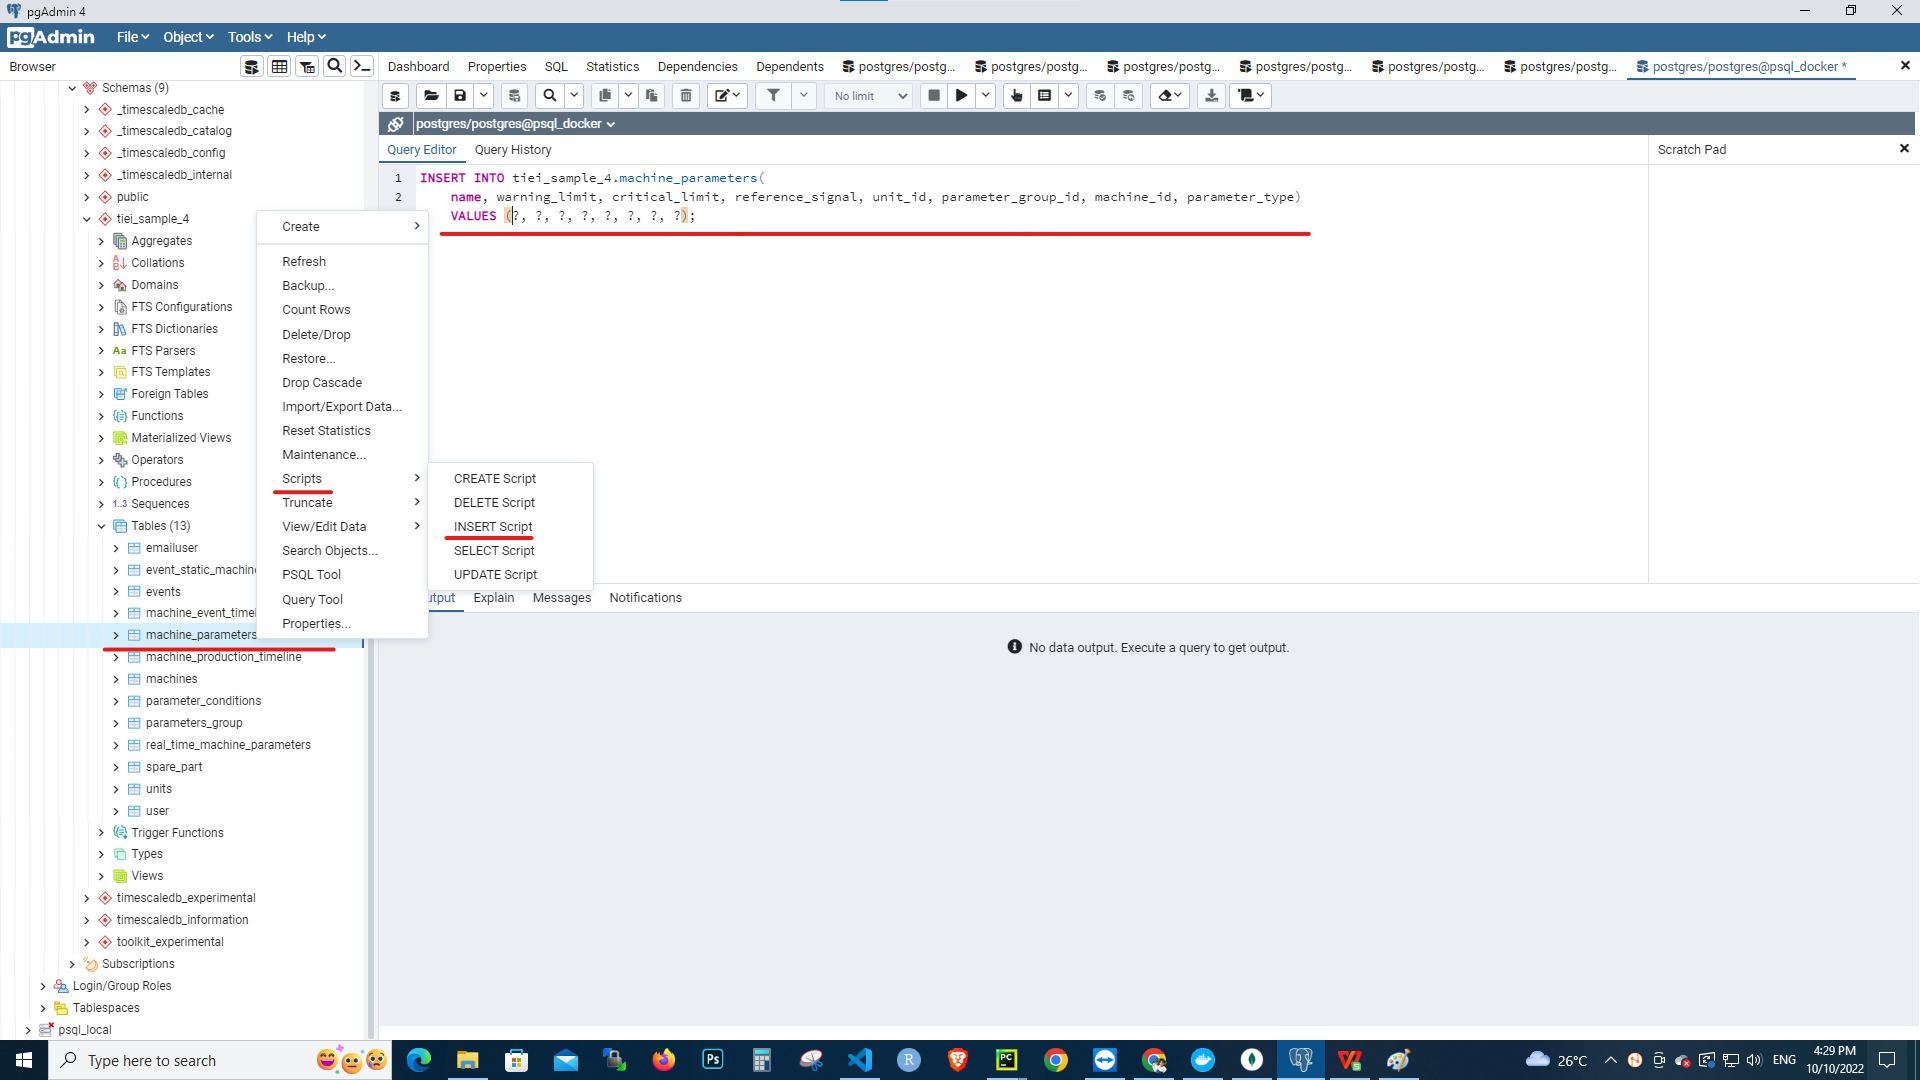 pgAdmin 4
pgAdmin File Object Tools Help
Browser
Dashboard Properties SQL Statistics Dependencies Dependents postgres/postg... postgres/postg... postgres/postg... postgres/postg... postgres/postg... postgres/postg... postgres/postgres@psql_docker *
No limit
postgres/postgres@psql_docker
Query Editor Query History
Scratch Pad
1 INSERT INTO tiei_sample_4.machine_parameters(
2 name, warning_limit, critical_limit, reference_signal, unit_id, parameter_group_id, machine_id, parameter_type)
VALUES (?, ?, ?, ?, ?, ?, ?, ?);
Schemas (9)
_timescaledb_cache
_timescaledb_catalog
_timescaledb_config
_timescaledb_internal
public
tiei_sample_4
Aggregates
Collations
Domains
FTS Configurations
FTS Dictionaries
Aa FTS Parsers
FTS Templates
Foreign Tables
Functions
Materialized Views
Operators
Procedures
1..3 Sequences
Tables (13)
emailuser
event_static_machine
events
machine_event_timel
machine_parameters
machine_production_timeline
machines
parameter_conditions
parameters_group
real_time_machine_parameters
spare_part
units
user
Trigger Functions
Types
Views
timescaledb_experimental
timescaledb_information
toolkit_experimental
Subscriptions
Login/Group Roles
Tablespaces
psql_local
Create
Refresh
Backup...
Count Rows
Delete/Drop
Restore...
Drop Cascade
Import/Export Data...
Reset Statistics
Maintenance...
Scripts
Truncate
View/Edit Data
Search Objects...
PSQL Tool
Query Tool
Properties...
CREATE Script
DELETE Script
INSERT Script
SELECT Script
UPDATE Script
utput Explain Messages Notifications
No data output. Execute a query to get output.
Type here to search
Ps
R
PC
26°C
ENG
4:29 PM
10/10/2022